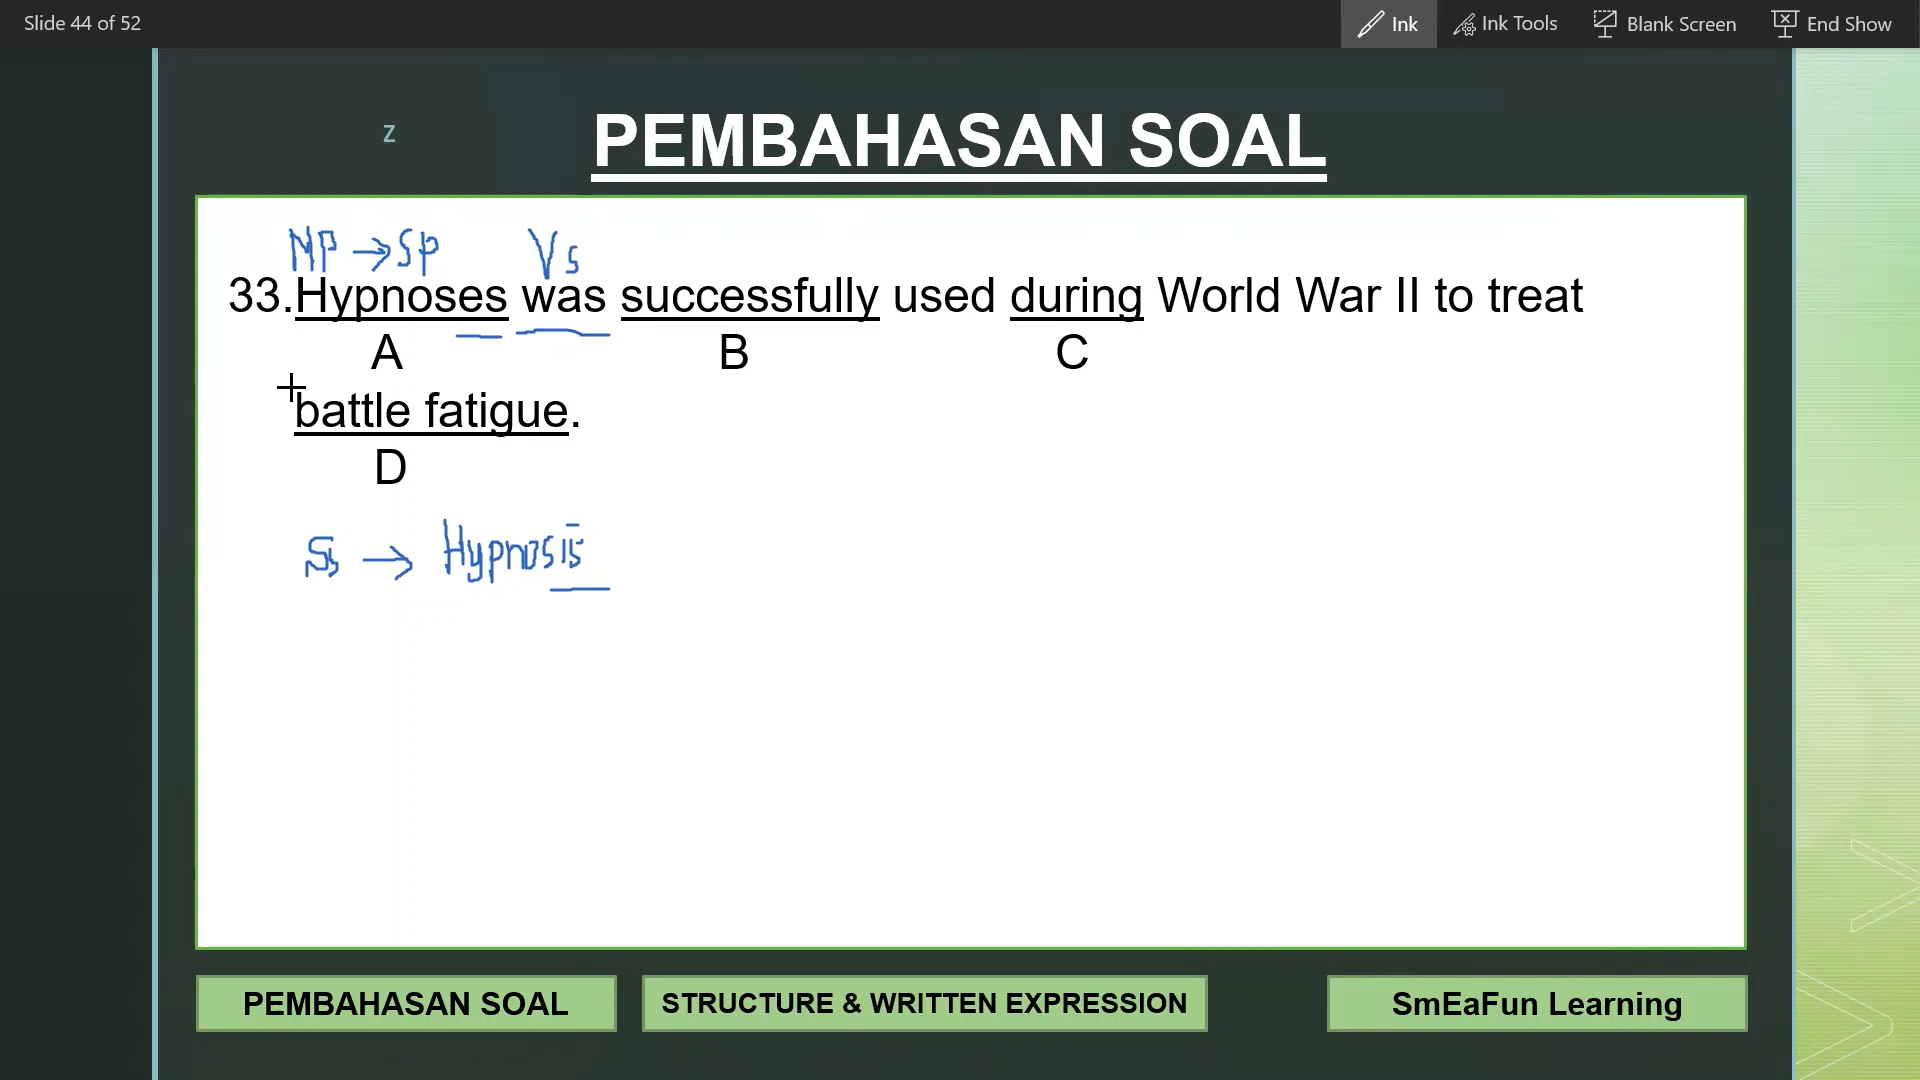 Slide 44 of 52
Ink
Ink Tools
Blank Screen
End Show
z
PEMBAHASAN SOAL
NP → Sp Vs
33.Hypnoses was successfully used during World War II to treat
A B C
battle fatigue.
D
Ss → Hypnosis
PEMBAHASAN SOAL
STRUCTURE & WRITTEN EXPRESSION
SmEaFun Learning